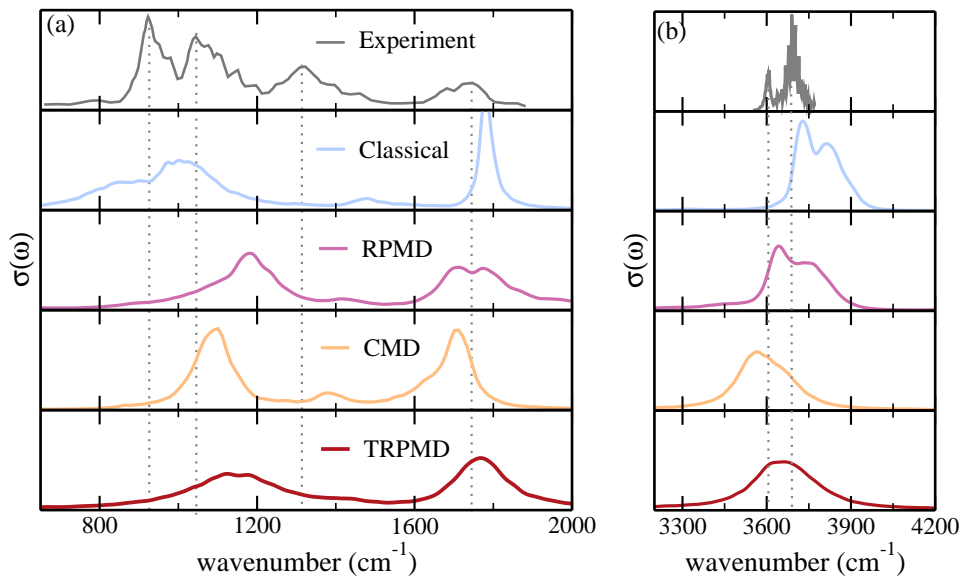 (a)
Experiment
Classical
RPMD
CMD
TRPMD
σ(ω)
800
1200
1600
2000
wavenumber (cm⁻¹)
(b)
σ(ω)
3300
3600
3900
4200
wavenumber (cm⁻¹)